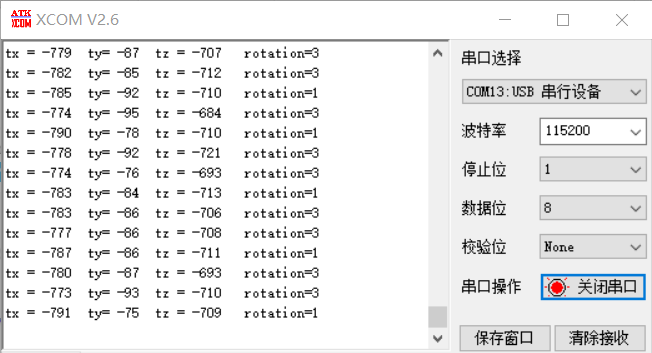 ATK XCOM XCOM V2.6
tx = -779 ty= -87 tz = -707 rotation=3
tx = -782 ty= -85 tz = -712 rotation=3
tx = -785 ty= -92 tz = -710 rotation=1
tx = -774 ty= -95 tz = -684 rotation=3
tx = -790 ty= -78 tz = -710 rotation=1
tx = -778 ty= -92 tz = -721 rotation=3
tx = -774 ty= -76 tz = -693 rotation=3
tx = -783 ty= -84 tz = -713 rotation=1
tx = -783 ty= -86 tz = -706 rotation=3
tx = -777 ty= -86 tz = -708 rotation=3
tx = -787 ty= -86 tz = -711 rotation=1
tx = -780 ty= -87 tz = -693 rotation=3
tx = -773 ty= -93 tz = -710 rotation=3
tx = -791 ty= -75 tz = -709 rotation=1
串口选择
COM13:USB 串行设备
波特率 115200
停止位 1
数据位 8
校验位 None
串口操作 关闭串口
保存窗口 清除接收